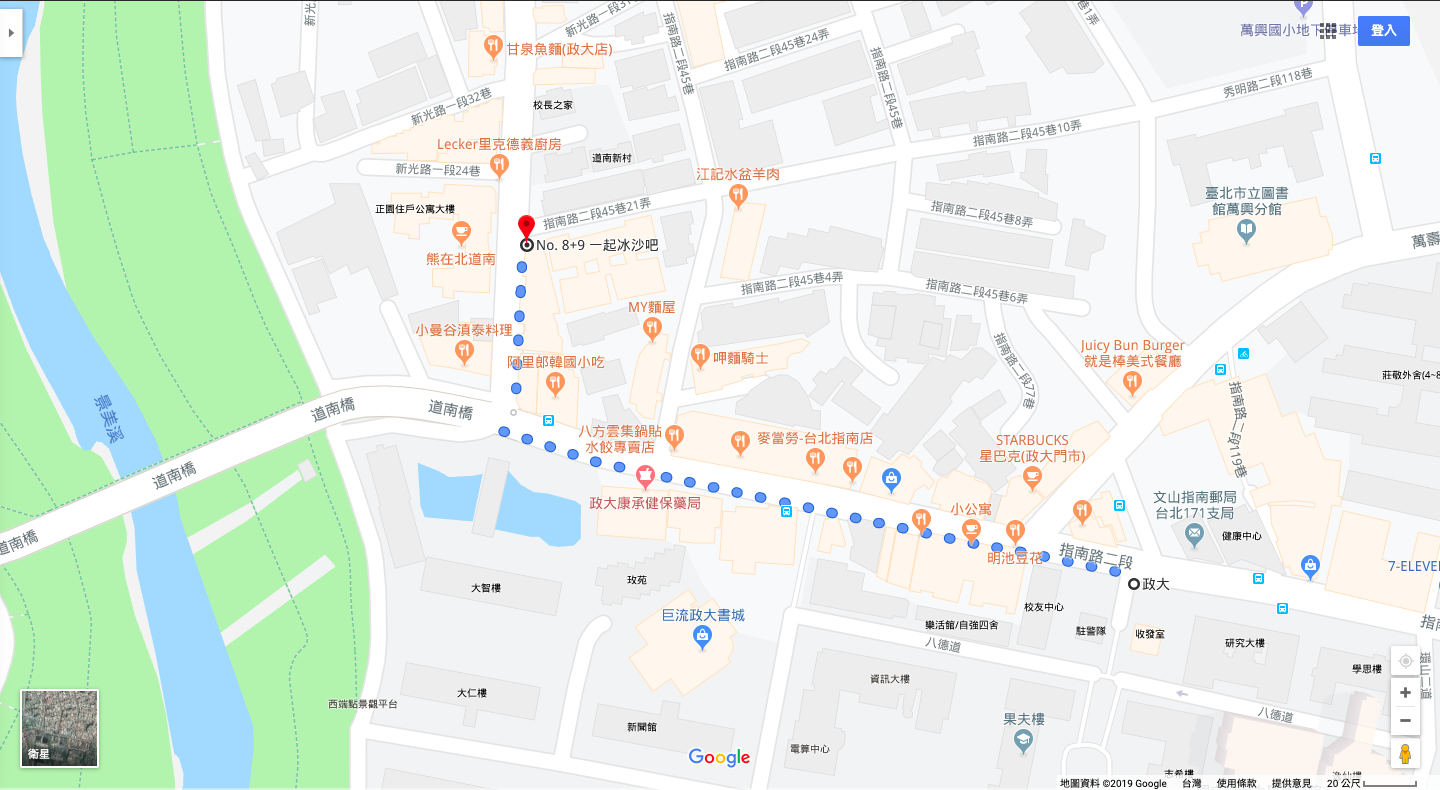 新光
新光路一段3
指南路二段45巷
指南路二段24弄
萬興國小地下
登入
甘泉魚麵(政大店)
指南路二段45巷
秀明路二段118巷
新光路一段32巷
校長之家
指南路二段45巷10弄
Lecker里克德義廚房
道南新村
新光路一段24巷
江記水盆羊肉
臺北市立圖書
館萬興分館
正園住戶公寓大樓
指南路二段45巷21弄
指南路二段45巷8弄
No. 8+9 一起冰沙吧
熊在北道南
萬壽
指南路二段45巷4弄
指南路二段45巷6弄
MY麵屋
小曼谷滇泰料理
阿里郎韓國小吃
呷麵騎士
指南路二段77巷
Juicy Bun Burger
就是棒美式餐廳
莊敬外舍(4~8
道南橋
道南橋
景美溪
指南路二段119巷
八方雲集鍋貼
水餃專賣店
麥當勞-台北指南店
STARBUCKS
星巴克(政大門市)
道南橋
政大康承健保藥局
文山指南郵局
台北171支局
小公寓
道南橋
健康中心
明池豆花
指南路二段
7-ELEVE
政大
大智樓
玫苑
校友中心
巨流政大書城
樂活館/自強四舍
駐警隊
收發室
八德道
研究大樓
指
學思樓
環山二道
資訊大樓
大仁樓
西端點景觀平台
新聞館
果夫樓
八德道
衛星
電算中心
Google
志希樓
地圖資料 ©2019 Google
台灣
使用條款
提供意見
20 公尺